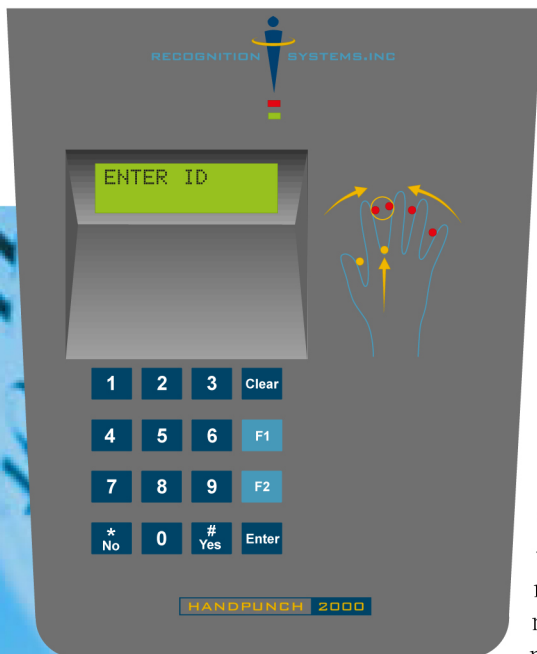 RECOGNITION SYSTEMS.INC
ENTER ID
1 2 3 Clear
4 5 6 F1
7 8 9 F2
* No 0 # Yes Enter
HANDPUNCH 2000